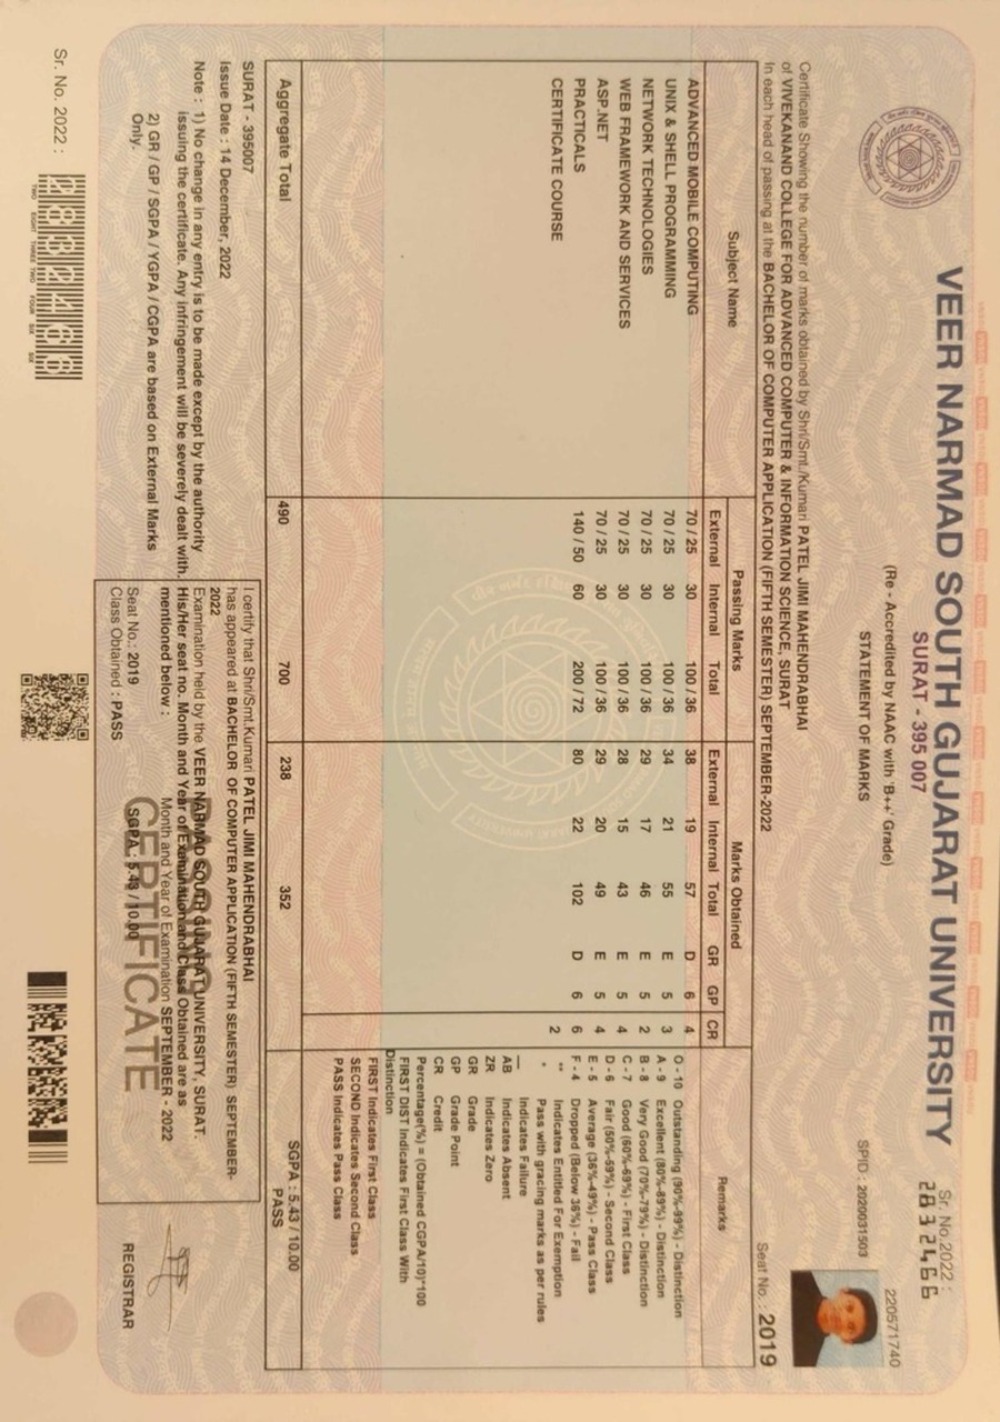 VEER NARMAD SOUTH GUJARAT UNIVERSITY
SURAT - 395 007
(Re - Accredited by NAAC with 'B++' Grade)
STATEMENT OF MARKS
Sr. No.2022 :
2832466
220571740
SPID : 2020031503
Seat No. : 2019
Certificate Showing the number of marks obtained by Shri/Smt./Kumari PATEL JIMI MAHENDRABHAI
of VIVEKANAND COLLEGE FOR ADVANCED COMPUTER & INFORMATION SCIENCE, SURAT
In each head of passing at the BACHELOR OF COMPUTER APPLICATION (FIFTH SEMESTER) SEPTEMBER-2022
Subject Name Passing Marks Marks Obtained Remarks
External Internal Total External Internal Total GR GP CR
ADVANCED MOBILE COMPUTING 70 / 25 30 100 / 36 38 19 57 D 6 4
UNIX & SHELL PROGRAMMING 70 / 25 30 100 / 36 34 21 55 E 5 3
NETWORK TECHNOLOGIES 70 / 25 30 100 / 36 29 17 46 E 5 2
WEB FRAMEWORK AND SERVICES 70 / 25 30 100 / 36 28 15 43 E 5 4
ASP.NET 70 / 25 30 100 / 36 29 20 49 E 5 4
PRACTICALS 140 / 50 60 200 / 72 80 22 102 D 6 6
CERTIFICATE COURSE 2
O - 10 Outstanding (90%-99%) - Distinction
A - 9 Excellent (80%-89%) - Distinction
B - 8 Very Good (70%-79%) - Distinction
C - 7 Good (60%-69%) - First Class
D - 6 Fair (50%-59%) - Second Class
E - 5 Average (36%-49%) - Pass Class
F - 4 Dropped (Below 36%) - Fail
** Indicates Entitled For Exemption
* Pass with gracing marks as per rules
__ Indicates Failure
AB Indicates Absent
ZR Indicates Zero
GR Grade
GP Grade Point
CR Credit
Percentage(%) = (Obtained CGPA/10)*100
FIRST DIST Indicates First Class With
Distinction
FIRST Indicates First Class
SECOND Indicates Second Class
PASS Indicates Pass Class
Aggregate Total 490 700 238 352 SGPA : 5.43 / 10.00
PASS
SURAT - 395007
Issue Date : 14 December, 2022
Note : 1) No change in any entry is to be made except by the authority
issuing the certificate. Any infringement will be severely dealt with.
2) GR / GP / SGPA / YGPA / CGPA are based on External Marks
Only.
I certify that Shri/Smt.Kumari PATEL JIMI MAHENDRABHAI
has appeared at BACHELOR OF COMPUTER APPLICATION (FIFTH SEMESTER) SEPTEMBER-
2022
Examination held by the VEER NARMAD SOUTH GUJARAT UNIVERSITY, SURAT.
His/Her seat no. Month and Year of Examination and Class Obtained are as
mentioned below :
Month and Year of Examination SEPTEMBER - 2022
Seat No.: 2019
SGPA : 5.43 / 10.00
Class Obtained : PASS
PASSING
CERTIFICATE
REGISTRAR
Sr. No. 2022 :
2832466
TWO EIGHT THREE TWO FOUR SIX SIX